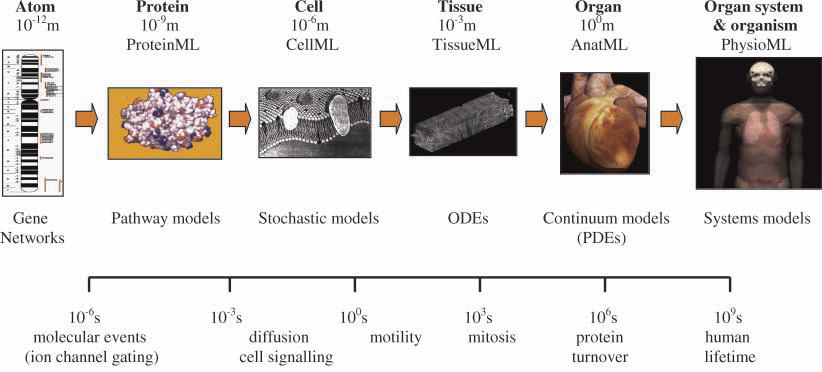 Atom
10⁻¹²m
Protein
10⁻⁹m
ProteinML
Cell
10⁻⁶m
CellML
Tissue
10⁻³m
TissueML
Organ
10⁰m
AnatML
Organ system
& organism
PhysioML
Gene
Networks
Pathway models
Stochastic models
ODEs
Continuum models
(PDEs)
Systems models
10⁻⁶s
molecular events
(ion channel gating)
10⁻³s
diffusion
cell signalling
10⁰s
motility
10³s
mitosis
10⁶s
protein
turnover
10⁹s
human
lifetime